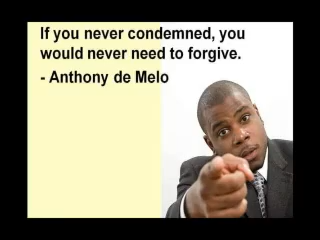 If you never condemned, you
would never need to forgive.
- Anthony de Melo